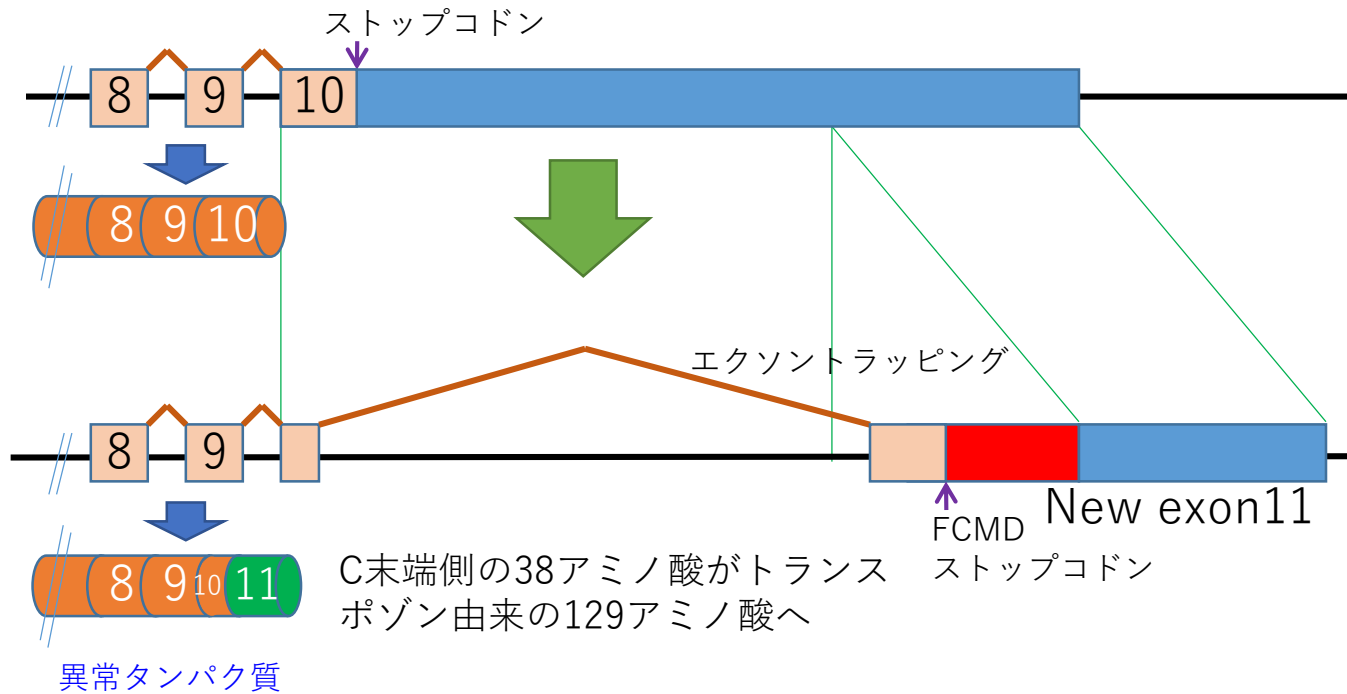 ストップコドン
8 9 10
8 9 10
エクソントラッピング
8 9
New exon11
FCMD
ストップコドン
8 9 10 11
C末端側の38アミノ酸がトランス
ポゾン由来の129アミノ酸へ
異常タンパク質